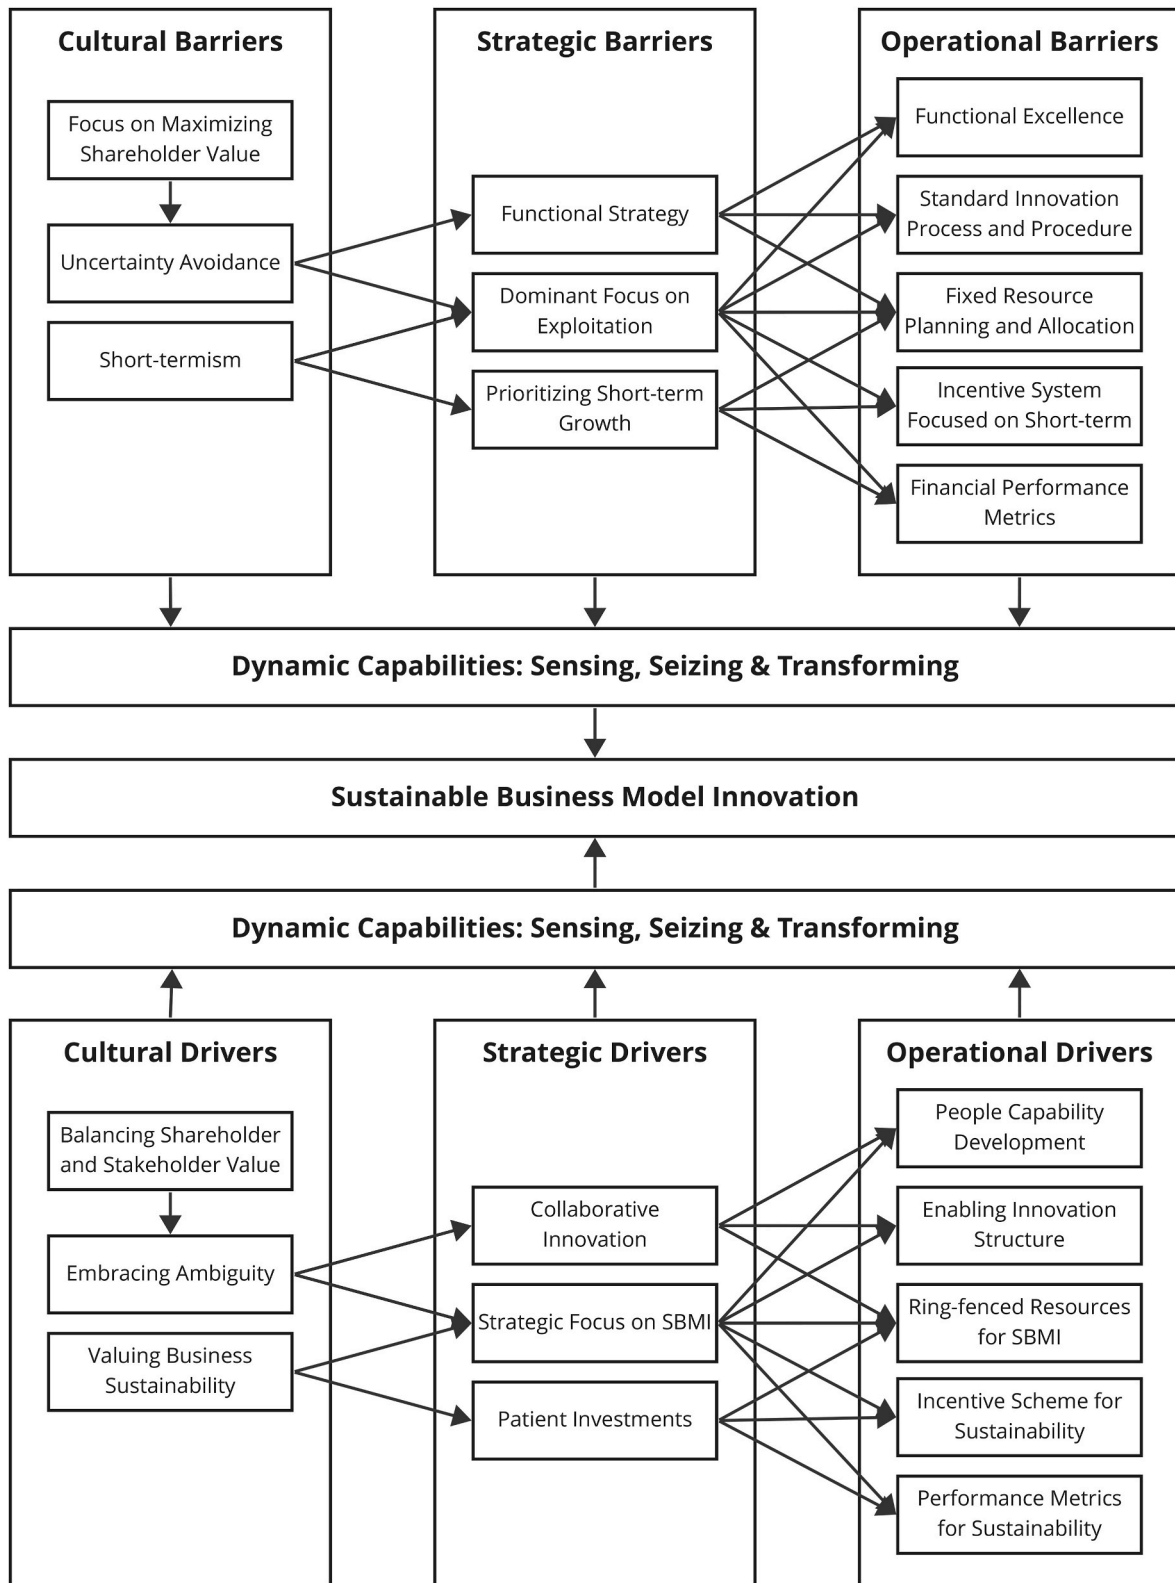 Cultural Barriers
Focus on Maximizing
Shareholder Value
Uncertainty Avoidance
Short-termism
Strategic Barriers
Functional Strategy
Dominant Focus on
Exploitation
Prioritizing Short-term
Growth
Operational Barriers
Functional Excellence
Standard Innovation
Process and Procedure
Fixed Resource
Planning and Allocation
Incentive System
Focused on Short-term
Financial Performance
Metrics
Dynamic Capabilities: Sensing, Seizing & Transforming
Sustainable Business Model Innovation
Dynamic Capabilities: Sensing, Seizing & Transforming
Cultural Drivers
Balancing Shareholder
and Stakeholder Value
Embracing Ambiguity
Valuing Business
Sustainability
Strategic Drivers
Collaborative
Innovation
Strategic Focus on SBMI
Patient Investments
Operational Drivers
People Capability
Development
Enabling Innovation
Structure
Ring-fenced Resources
for SBMI
Incentive Scheme for
Sustainability
Performance Metrics
for Sustainability